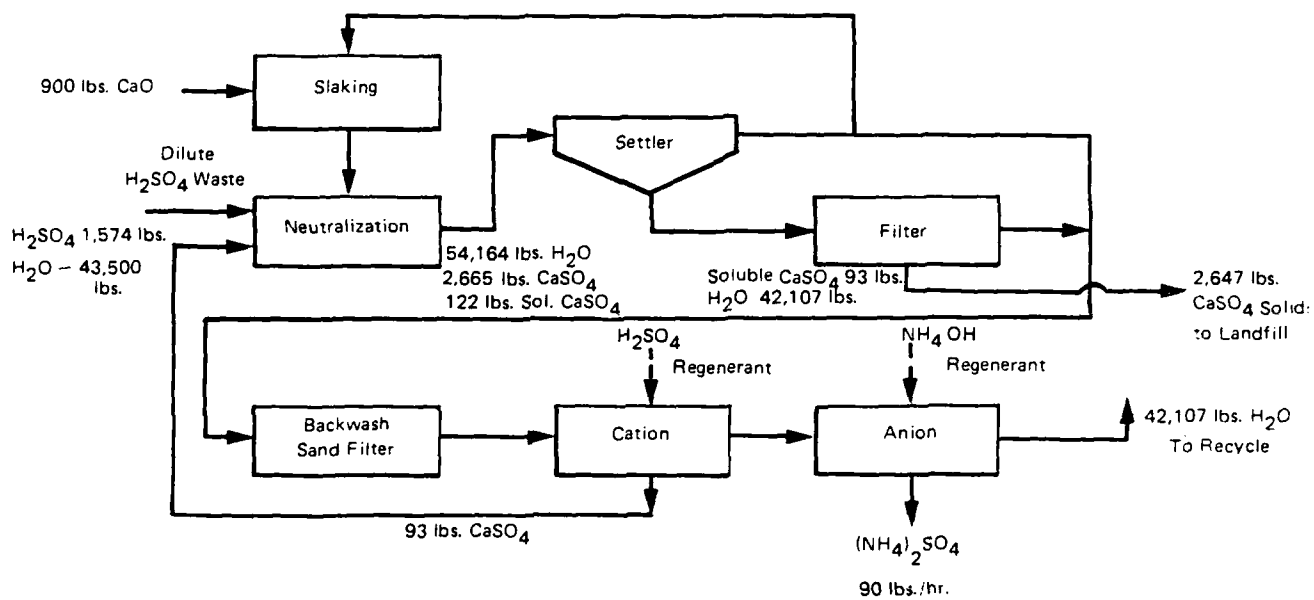 900 lbs. CaO
Slaking
Dilute
H2SO4 Waste
H2SO4 1,574 lbs.
H2O – 43,500
lbs.
Neutralization
Settler
Filter
54,164 lbs. H2O
2,665 lbs. CaSO4
122 lbs. Sol. CaSO4
Soluble CaSO4 93 lbs.
H2O 42,107 lbs.
2,647 lbs.
CaSO4 Solids
to Landfill
H2SO4
Regenerant
NH4 OH
Regenerant
Backwash
Sand Filter
Cation
Anion
42,107 lbs. H2O
To Recycle
93 lbs. CaSO4
(NH4)2SO4
90 lbs./hr.